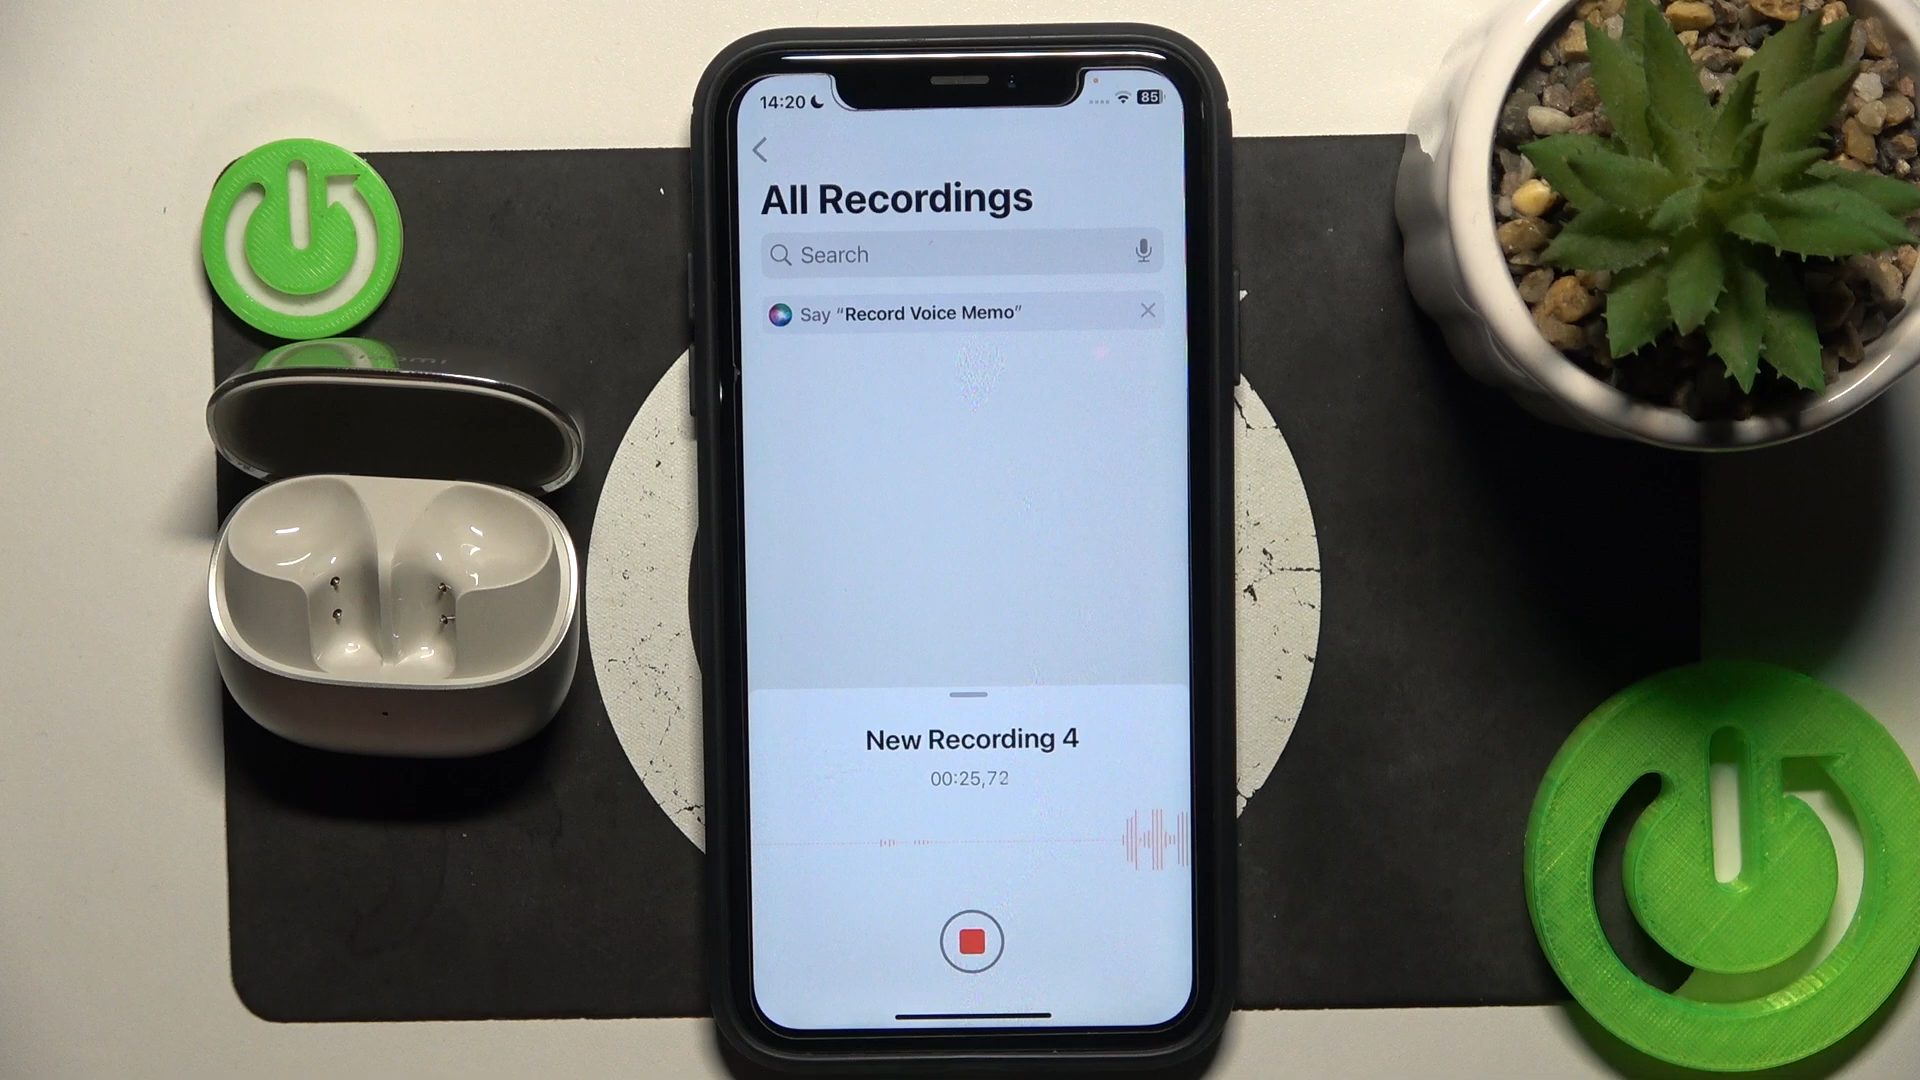 14:20
85
All Recordings
Search
Say “Record Voice Memo”
New Recording 4
00:25,72